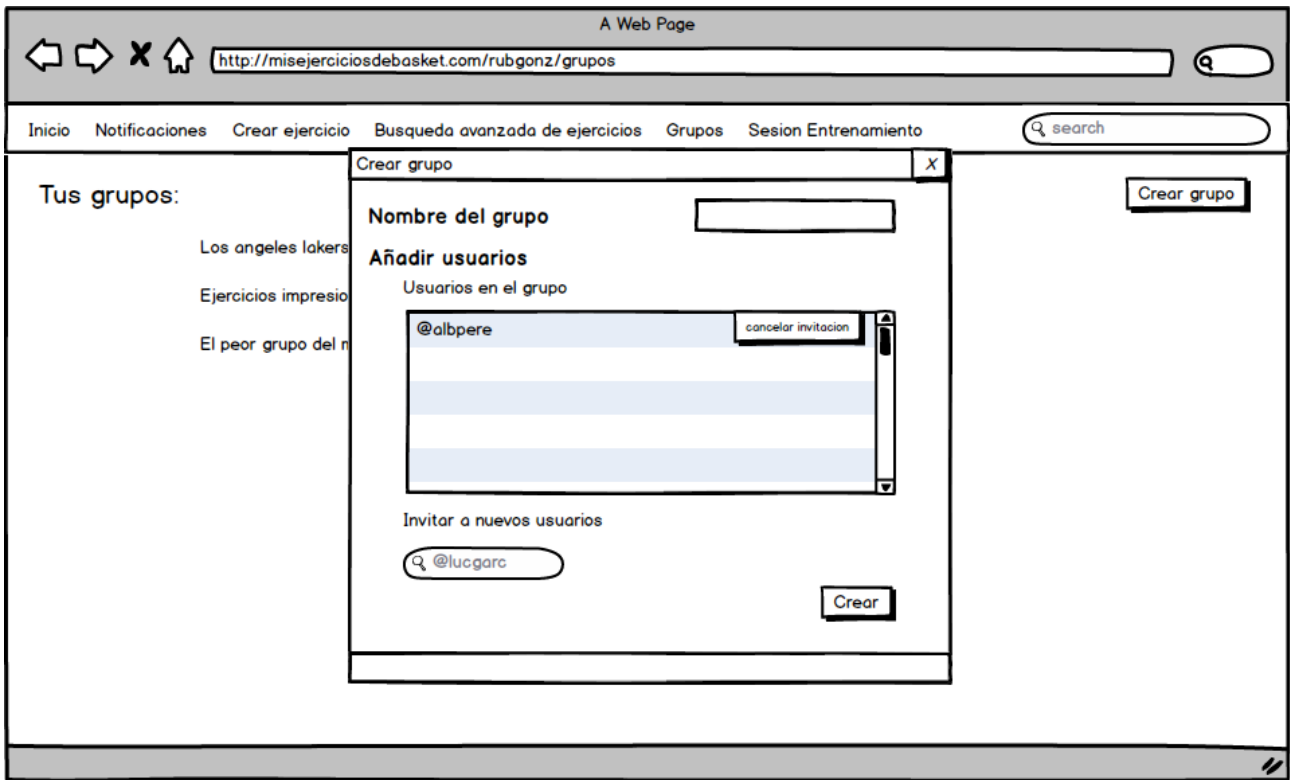 A Web Page
http://misejerciciosdebasket.com/rubgonz/grupos
Inicio Notificaciones Crear ejercicio Busqueda avanzada de ejercicios Grupos Sesion Entrenamiento search
Crear grupo X
Tus grupos:
Crear grupo
Nombre del grupo
Los angeles lakers
Añadir usuarios
Usuarios en el grupo
Ejercicios impresio
@albpere cancelar invitacion
El peor grupo del
Invitar a nuevos usuarios
@lucgarc
Crear